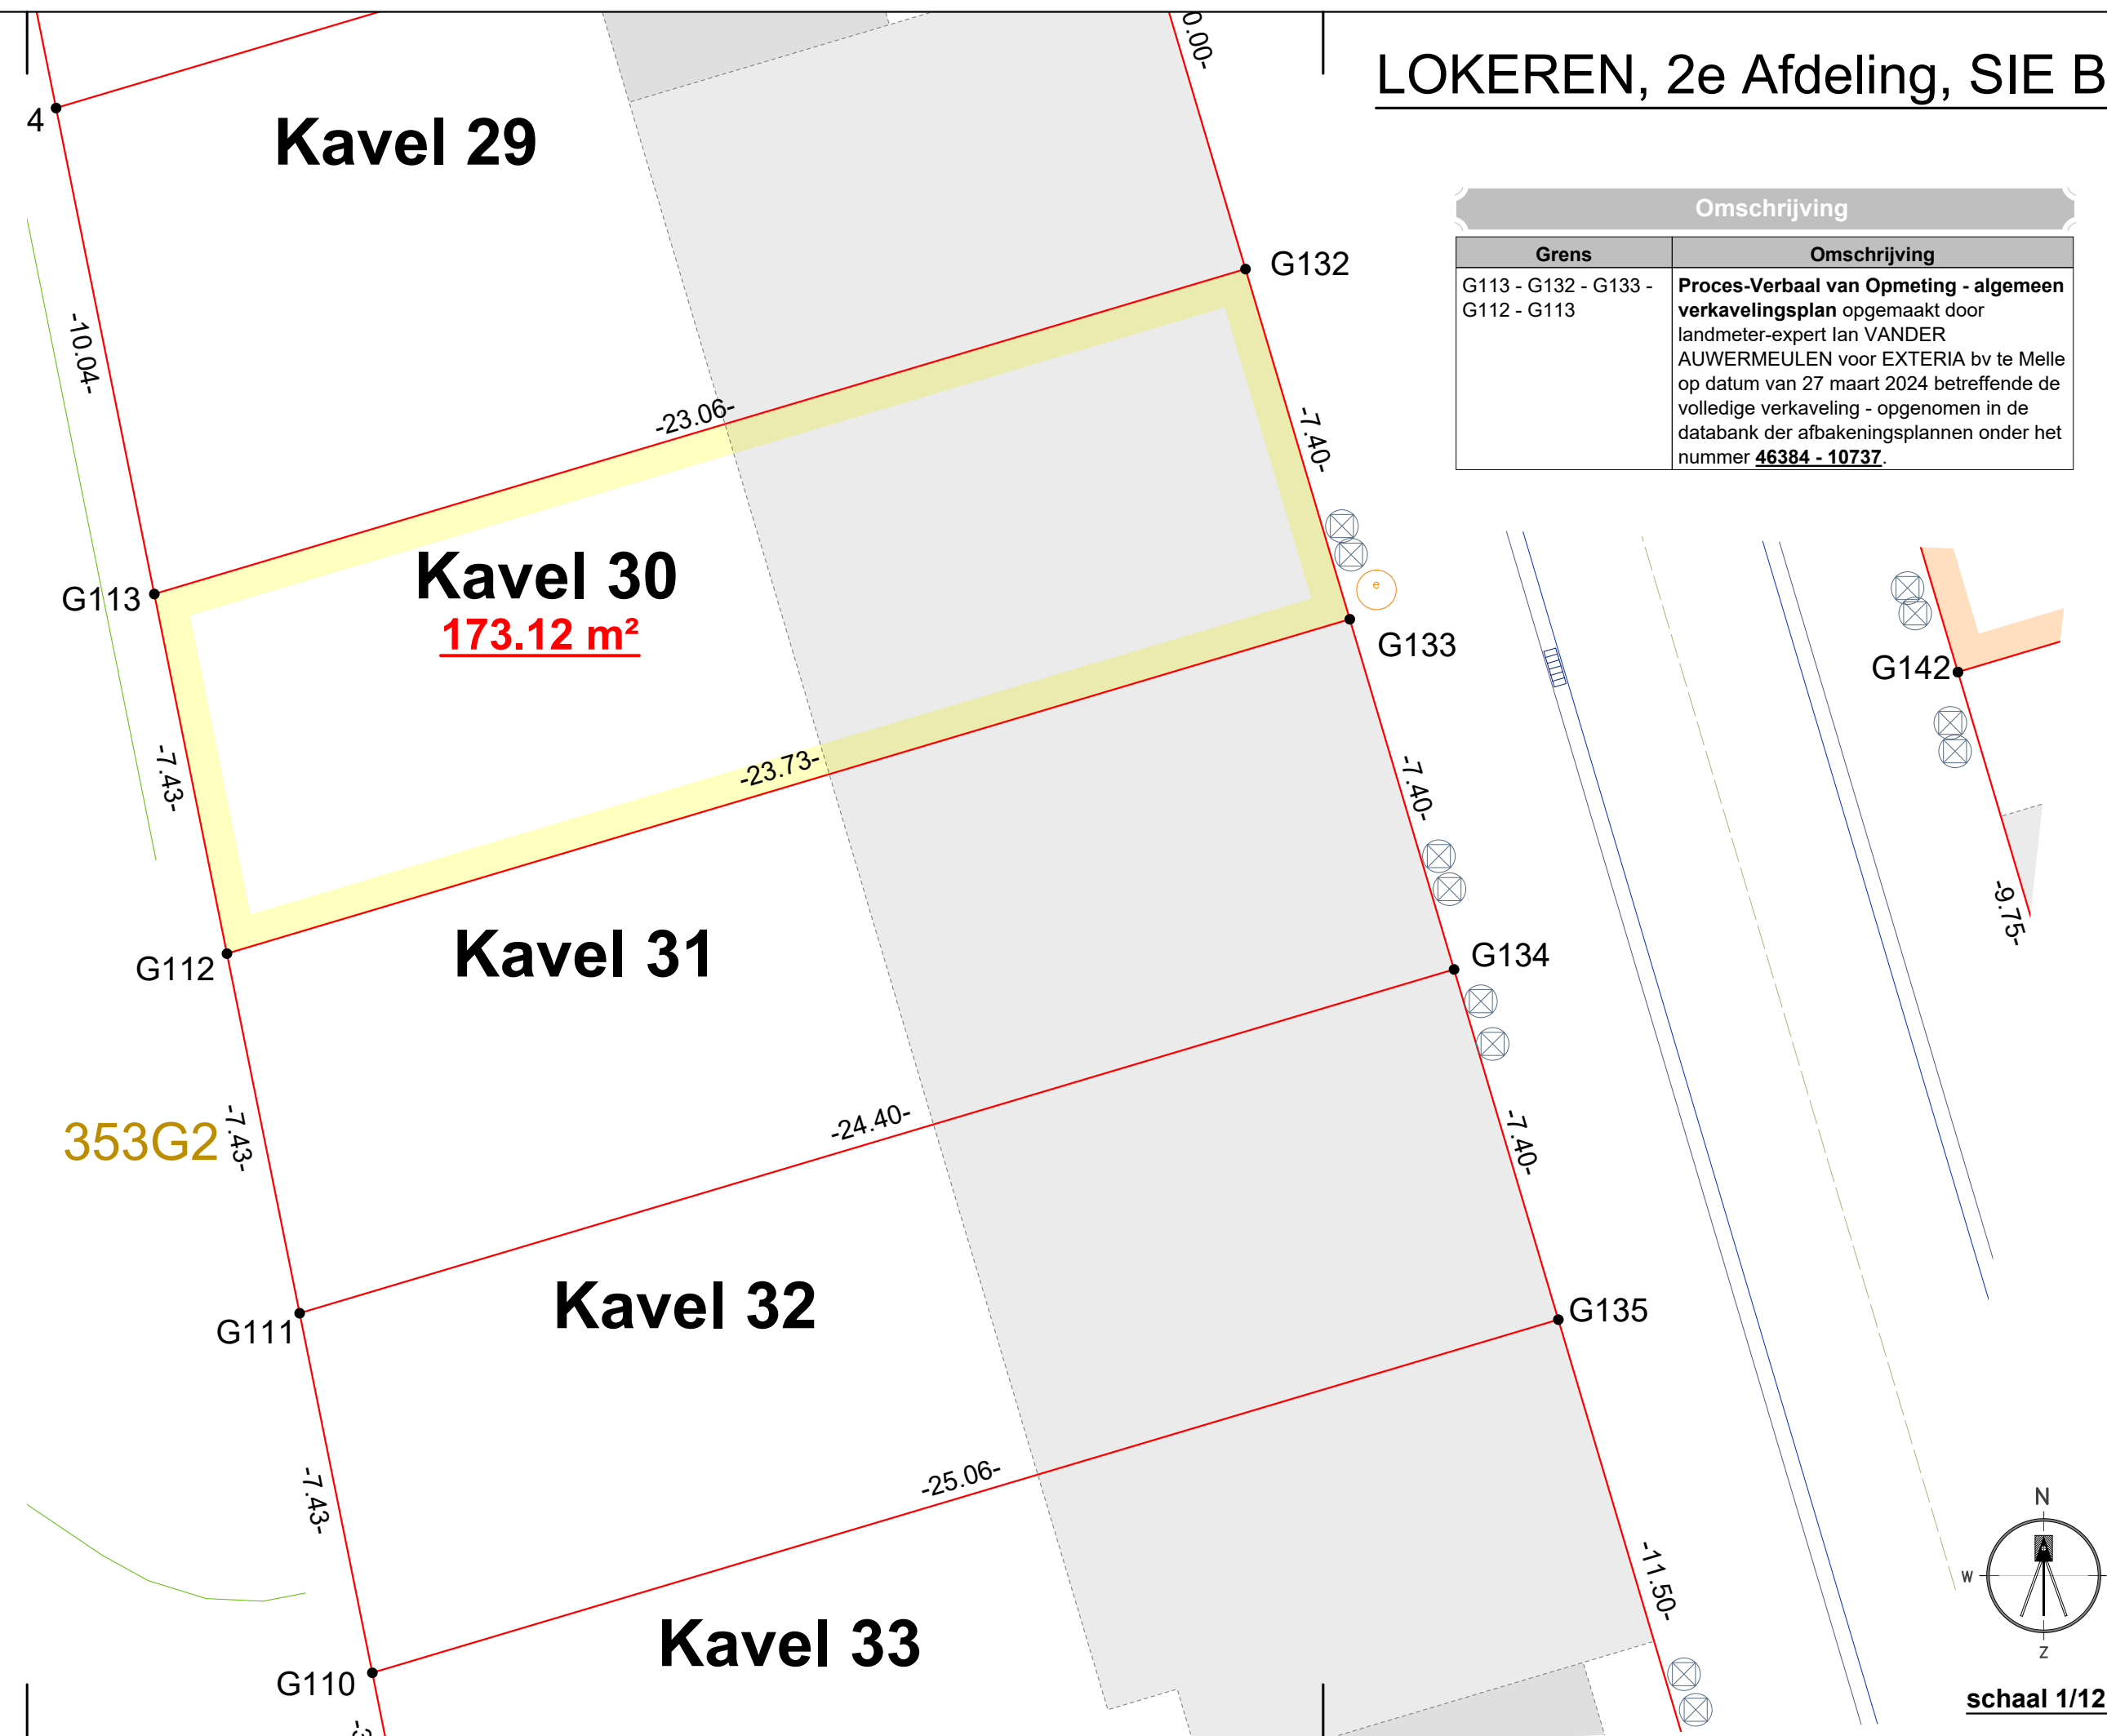 LOKEREN, 2e Afdeling, SIE B
Omschrijving
Grens
Omschrijving
G113 - G132 - G133 -
G112 - G113
Proces-Verbaal van Opmeting - algemeen
verkavelingsplan opgemaakt door
landmeter-expert Ian VANDER
AUWERMEULEN voor EXTERIA bv te Melle
op datum van 27 maart 2024 betreffende de
volledige verkaveling - opgenomen in de
databank der afbakeningsplannen onder het
nummer 46384 - 10737.
4
Kavel 29
G132
-10.04-
-23.06-
-7.40-
G113
Kavel 30
173.12 m²
e
G133
G142
-7.43-
-23.73-
-7.40-
G112
Kavel 31
G134
-9.75-
353G2
-7.43-
-24.40-
-7.40-
G111
Kavel 32
G135
-7.43-
-25.06-
-11.50-
G110
Kavel 33
N
W
Z
schaal 1/12